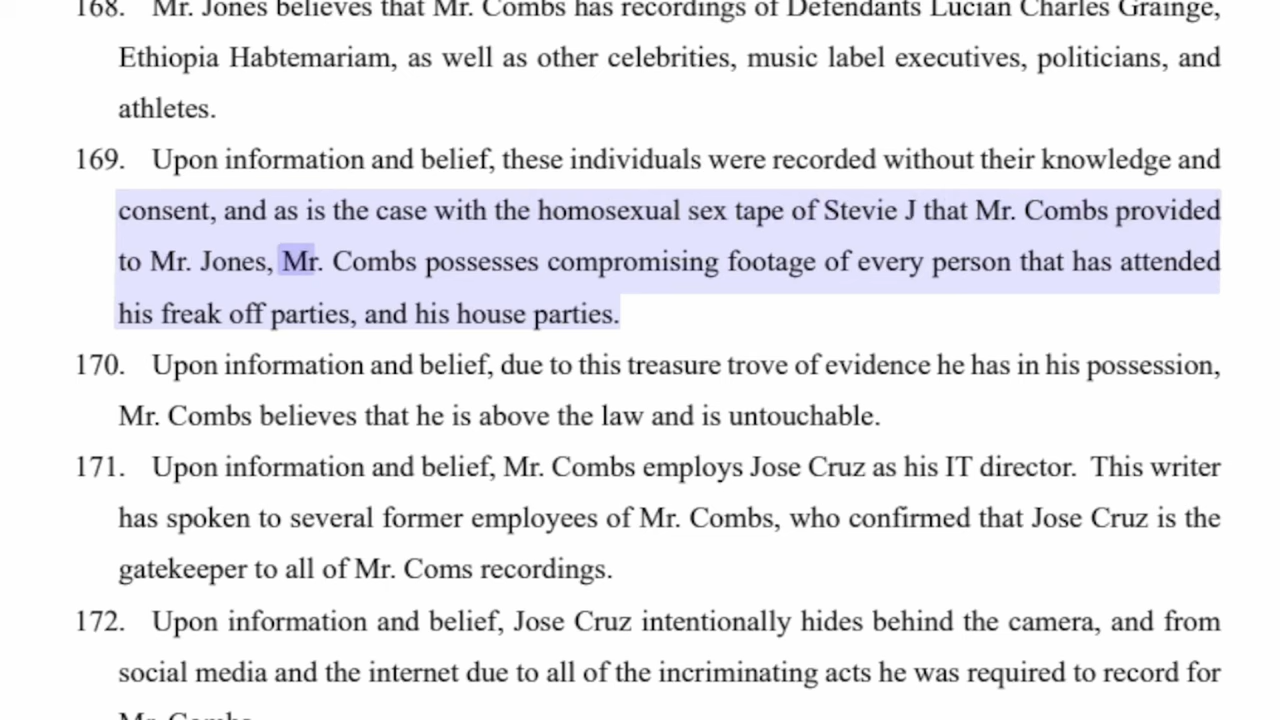 168. Mr. Jones believes that Mr. Combs has recordings of Defendants Lucian Charles Grainge,
Ethiopia Habtemariam, as well as other celebrities, music label executives, politicians, and
athletes.
169. Upon information and belief, these individuals were recorded without their knowledge and
consent, and as is the case with the homosexual sex tape of Stevie J that Mr. Combs provided
to Mr. Jones, Mr. Combs possesses compromising footage of every person that has attended
his freak off parties, and his house parties.
170. Upon information and belief, due to this treasure trove of evidence he has in his possession,
Mr. Combs believes that he is above the law and is untouchable.
171. Upon information and belief, Mr. Combs employs Jose Cruz as his IT director. This writer
has spoken to several former employees of Mr. Combs, who confirmed that Jose Cruz is the
gatekeeper to all of Mr. Coms recordings.
172. Upon information and belief, Jose Cruz intentionally hides behind the camera, and from
social media and the internet due to all of the incriminating acts he was required to record for
Mr. Combs.